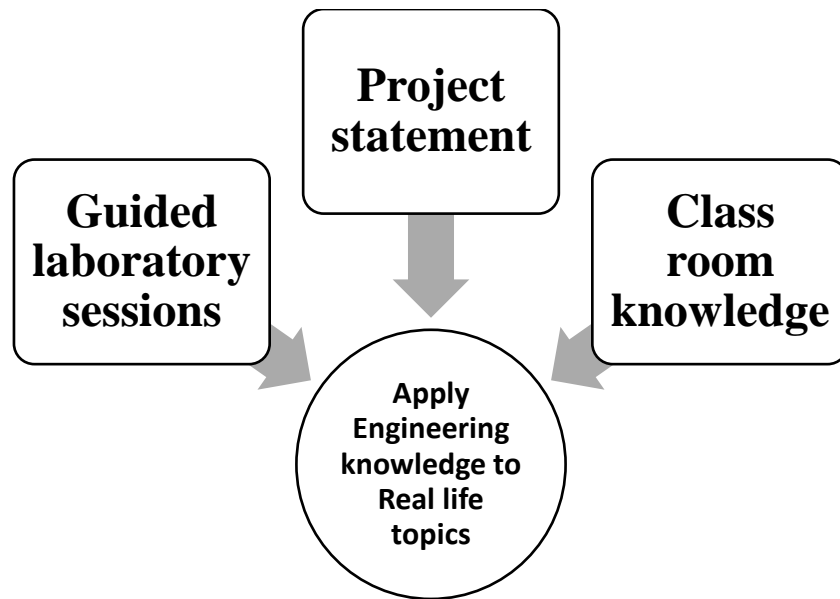 Project
statement
Guided
laboratory
sessions
Class
room
knowledge
Apply
Engineering
knowledge to
Real life
topics